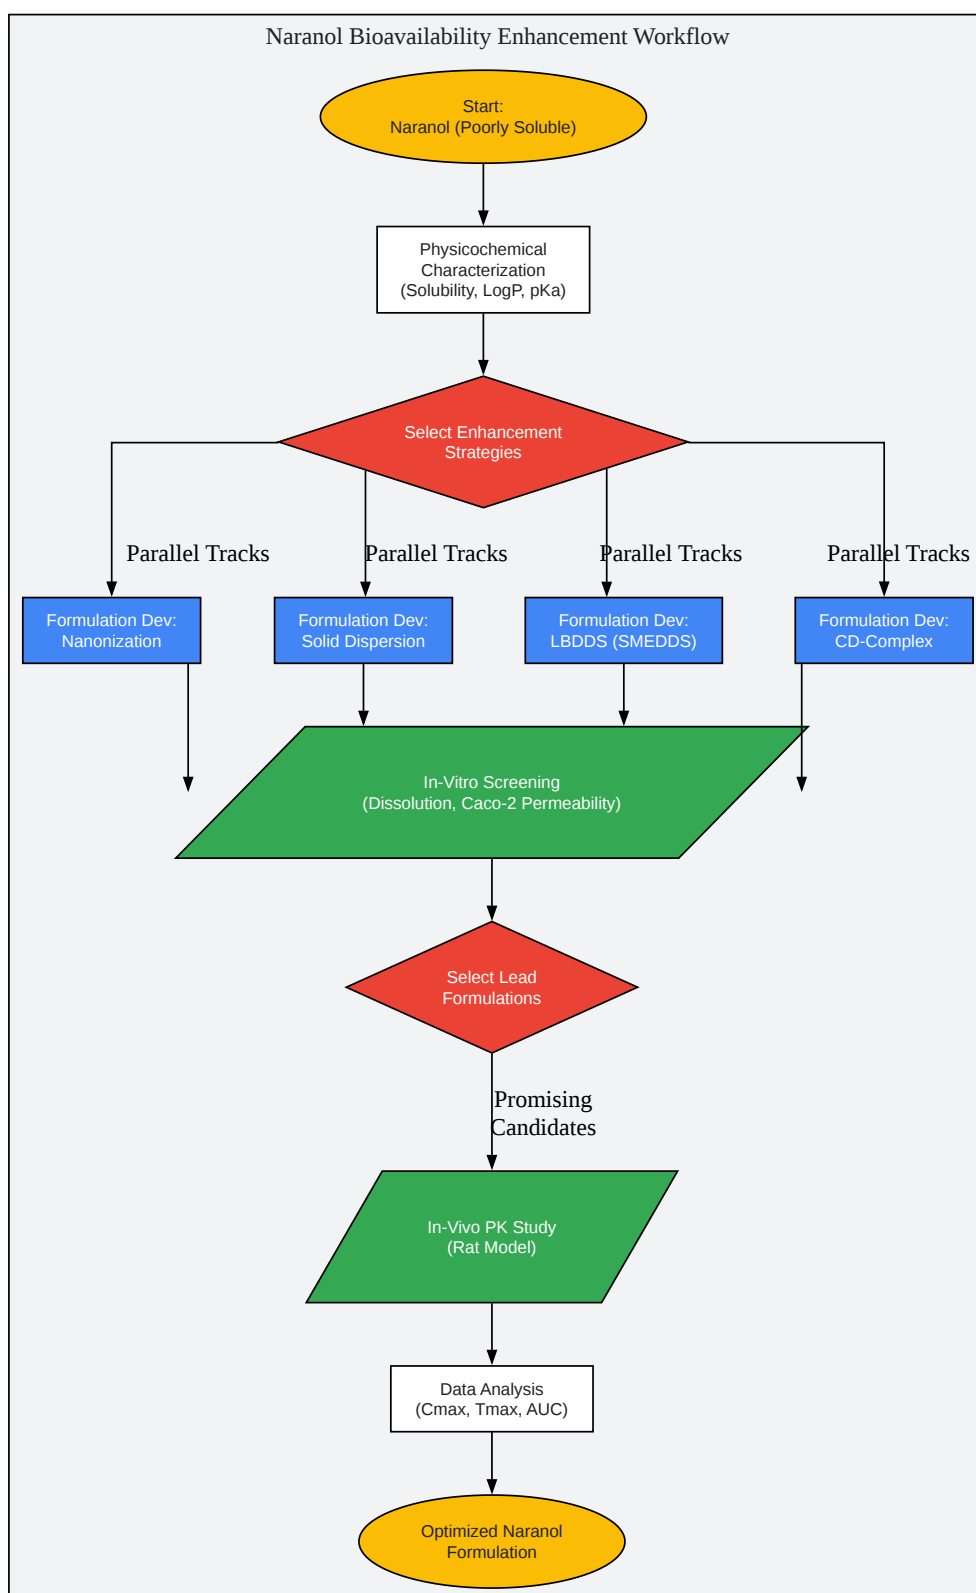 Naranol Bioavailability Enhancement Workflow
Start:
Naranol (Poorly Soluble)
Physicochemical
Characterization
(Solubility, LogP, pKa)
Select Enhancement
Strategies
Parallel Tracks
Parallel Tracks
Parallel Tracks
Parallel Tracks
Formulation Dev:
Nanonization
Formulation Dev:
Solid Dispersion
Formulation Dev:
LBDDS (SMEDDS)
Formulation Dev:
CD-Complex
In-Vitro Screening
(Dissolution, Caco-2 Permeability)
Select Lead
Formulations
Promising
Candidates
In-Vivo PK Study
(Rat Model)
Data Analysis
(Cmax, Tmax, AUC)
Optimized Naranol
Formulation